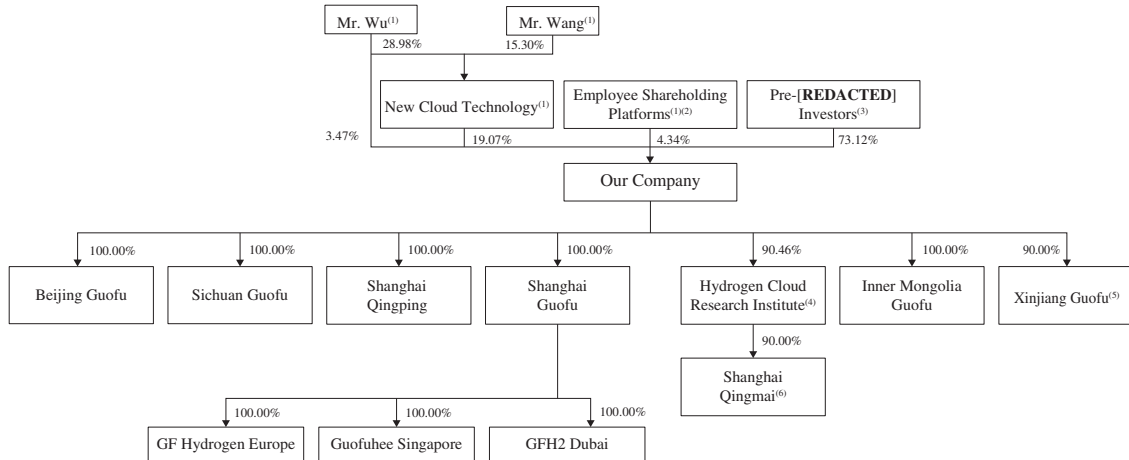 Mr. Wu(1)
Mr. Wang(1)
28.98%
15.30%
New Cloud Technology(1)
Employee Shareholding
Platforms(1)(2)
Pre-[REDACTED]
Investors(3)
3.47%
19.07%
4.34%
73.12%
Our Company
100.00%
100.00%
100.00%
100.00%
90.46%
100.00%
90.00%
Beijing Guofu
Sichuan Guofu
Shanghai
Qingping
Shanghai
Guofu
Hydrogen Cloud
Research Institute(4)
Inner Mongolia
Guofu
Xinjiang Guofu(5)
90.00%
Shanghai
Qingmai(6)
100.00%
100.00%
100.00%
GF Hydrogen Europe
Guofuhee Singapore
GFH2 Dubai